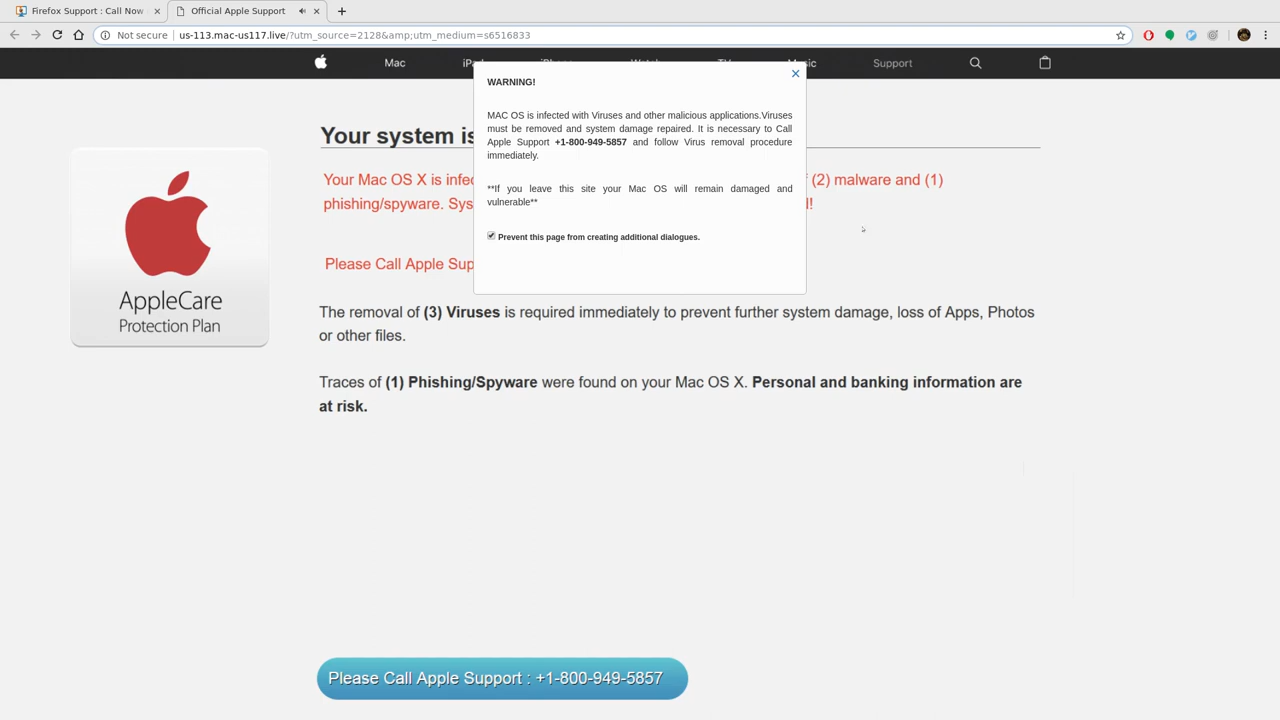 Firefox Support : Call Now
Official Apple Support
Not secure
us-113.mac-us117.live/?utm_source=2128&amp;utm_medium=s6516833
Mac
Support
WARNING!
MAC OS is infected with Viruses and other malicious applications.Viruses
must be removed and system damage repaired. It is necessary to Call
Apple Support +1-800-949-5857 and follow Virus removal procedure
immediately.
**If you leave this site your Mac OS will remain damaged and
vulnerable**
Prevent this page from creating additional dialogues.
Your system is
Your Mac OS X is infec
(2) malware and (1)
phishing/spyware. Sys
Please Call Apple Sup
AppleCare
Protection Plan
The removal of (3) Viruses is required immediately to prevent further system damage, loss of Apps, Photos
or other files.
Traces of (1) Phishing/Spyware were found on your Mac OS X. Personal and banking information are
at risk.
Please Call Apple Support : +1-800-949-5857